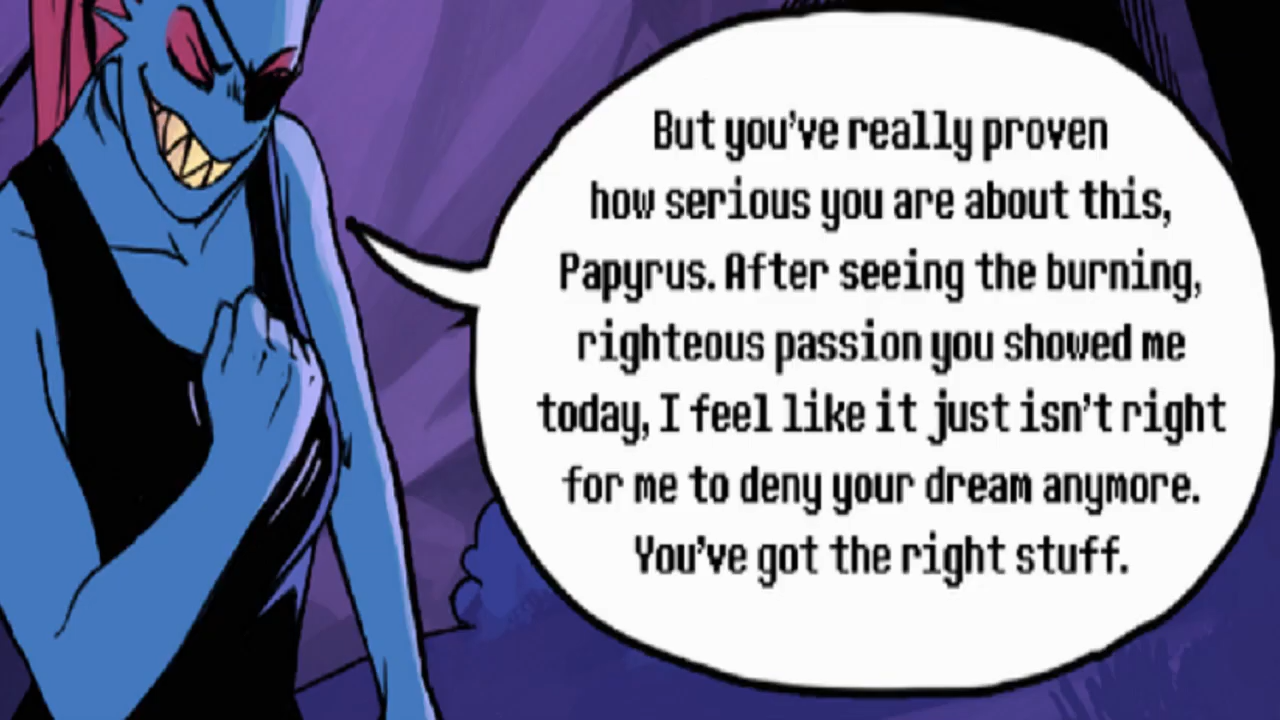 But you've really proven
how serious you are about this,
Papyrus. After seeing the burning,
righteous passion you showed me
today, I feel like it just isn't right
for me to deny your dream anymore.
You've got the right stuff.